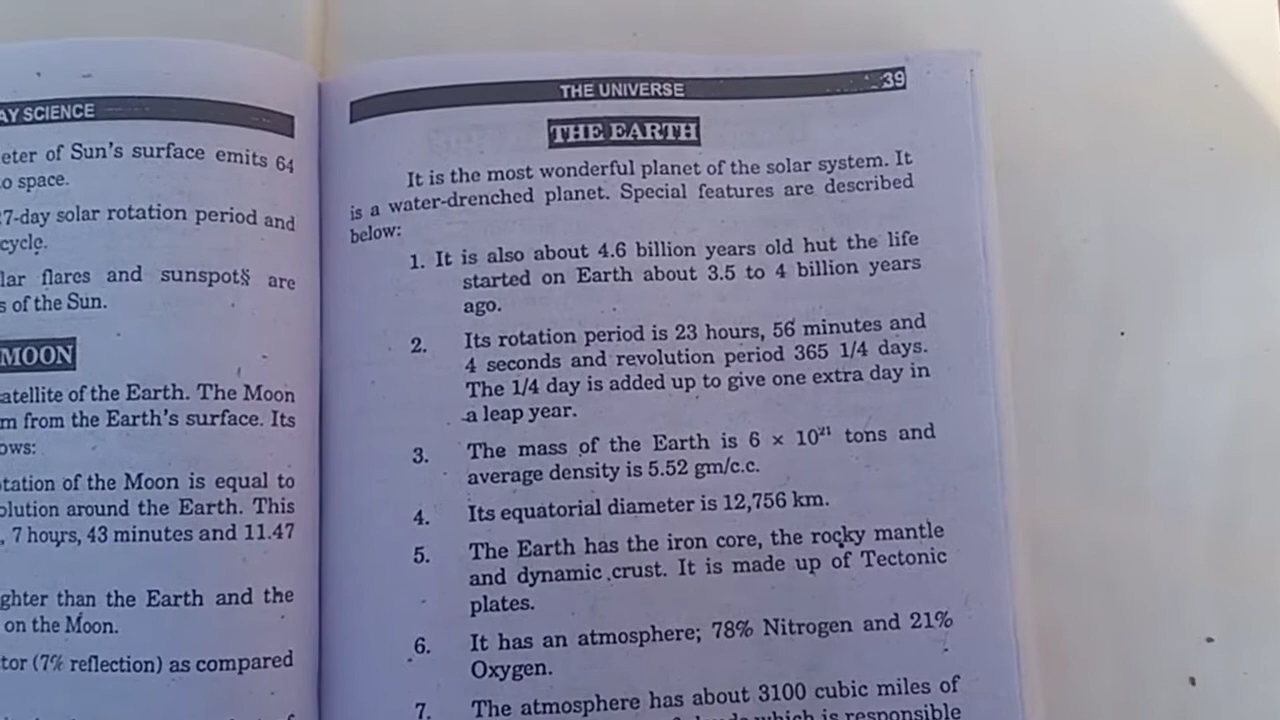 AY SCIENCE
eter of Sun's surface emits 64
o space.
7-day solar rotation period and
cycle.
lar flares and sunspot§ are
s of the Sun.
MOON
atellite of the Earth. The Moon
m from the Earth's surface. Its
ows:
tation of the Moon is equal to
olution around the Earth. This
, 7 hours, 43 minutes and 11.47
ghter than the Earth and the
on the Moon.
tor (7% reflection) as compared
THE UNIVERSE 39
THE EARTH
It is the most wonderful planet of the solar system. It
is a water-drenched planet. Special features are described
below:
1. It is also about 4.6 billion years old hut the life
started on Earth about 3.5 to 4 billion years
ago.
2. Its rotation period is 23 hours, 56 minutes and
4 seconds and revolution period 365 1/4 days.
The 1/4 day is added up to give one extra day in
a leap year.
3. The mass of the Earth is 6 × 10²¹ tons and
average density is 5.52 gm/c.c.
4. Its equatorial diameter is 12,756 km.
5. The Earth has the iron core, the rocky mantle
and dynamic crust. It is made up of Tectonic
plates.
6. It has an atmosphere; 78% Nitrogen and 21%
Oxygen.
7. The atmosphere has about 3100 cubic miles of
which is responsible